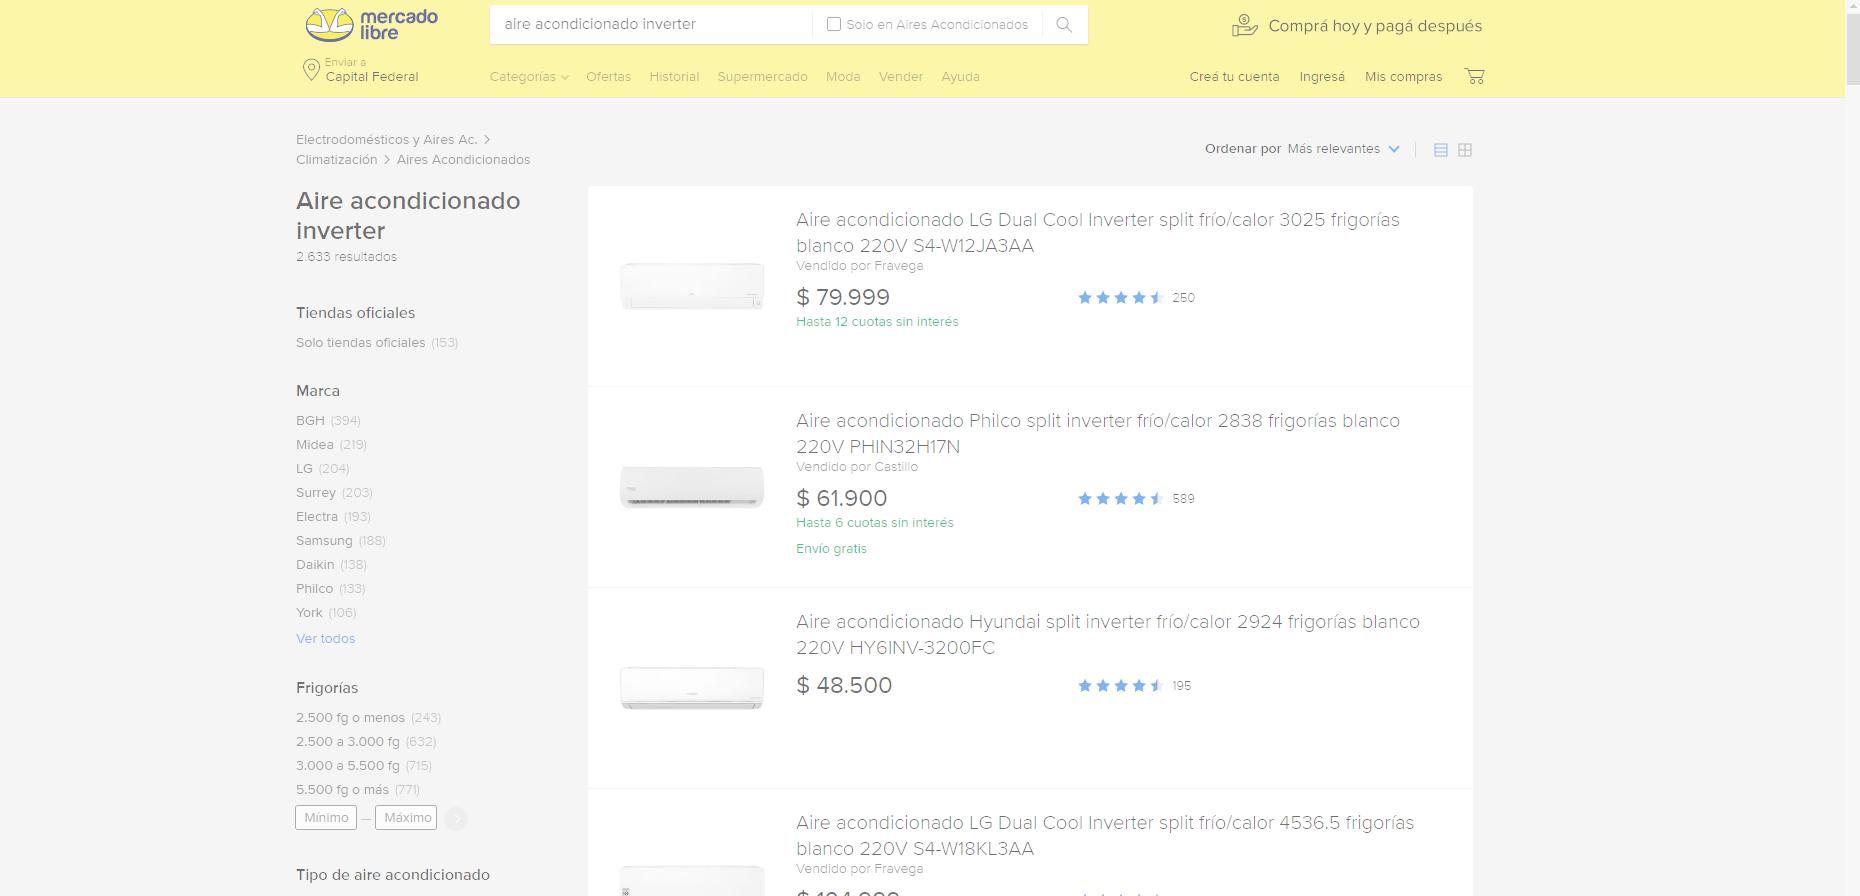 mercado
libre
aire acondicionado inverter
Solo en Aires Acondicionados
Comprá hoy y pagá después
Enviar a
Capital Federal
Categorías
Ofertas
Historial
Supermercado
Moda
Vender
Ayuda
Creá tu cuenta
Ingresá
Mis compras
Electrodomésticos y Aires Ac. >
Climatización > Aires Acondicionados
Ordenar por Más relevantes
Aire acondicionado
inverter
2.633 resultados
Tiendas oficiales
Solo tiendas oficiales (153)
Marca
BGH (394)
Midea (219)
LG (204)
Surrey (203)
Electra (193)
Samsung (188)
Daikin (138)
Philco (133)
York (106)
Ver todos
Frigorías
2.500 fg o menos (243)
2.500 a 3.000 fg (632)
3.000 a 5.500 fg (715)
5.500 fg o más (771)
Mínimo — Máximo
Tipo de aire acondicionado
Aire acondicionado LG Dual Cool Inverter split frío/calor 3025 frigorías
blanco 220V S4-W12JA3AA
Vendido por Fravega
$ 79.999
250
Hasta 12 cuotas sin interés
Aire acondicionado Philco split inverter frío/calor 2838 frigorías blanco
220V PHIN32H17N
Vendido por Castillo
$ 61.900
589
Hasta 6 cuotas sin interés
Envío gratis
Aire acondicionado Hyundai split inverter frío/calor 2924 frigorías blanco
220V HY6INV-3200FC
$ 48.500
195
Aire acondicionado LG Dual Cool Inverter split frío/calor 4536.5 frigorías
blanco 220V S4-W18KL3AA
Vendido por Fravega